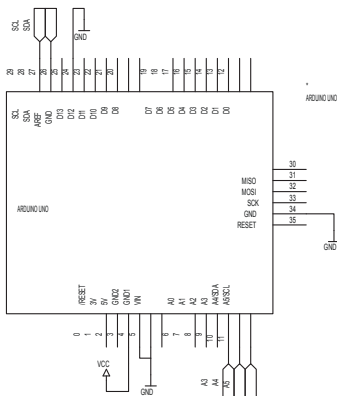 SCL
SDA
GND
29
28
27
26
25
24
23
22
21
20
19
18
17
16
15
14
13
12
SCL
SDA
AREF
GND
D13
D12
D11
D10
D9
D8
D7
D6
D5
D4
D3
D2
D1
D0
*
ARDUINO UNO
ARDUINO UNO
MISO
30
MOSI
31
SCK
32
GND
33
RESET
34
35
GND
/RESET
3V
5V
GND2
GND1
VIN
A0
A1
A2
A3
A4/SDA
A5/SCL
0
1
2
3
4
5
6
7
8
9
10
11
VCC
GND
A3
A4
A5